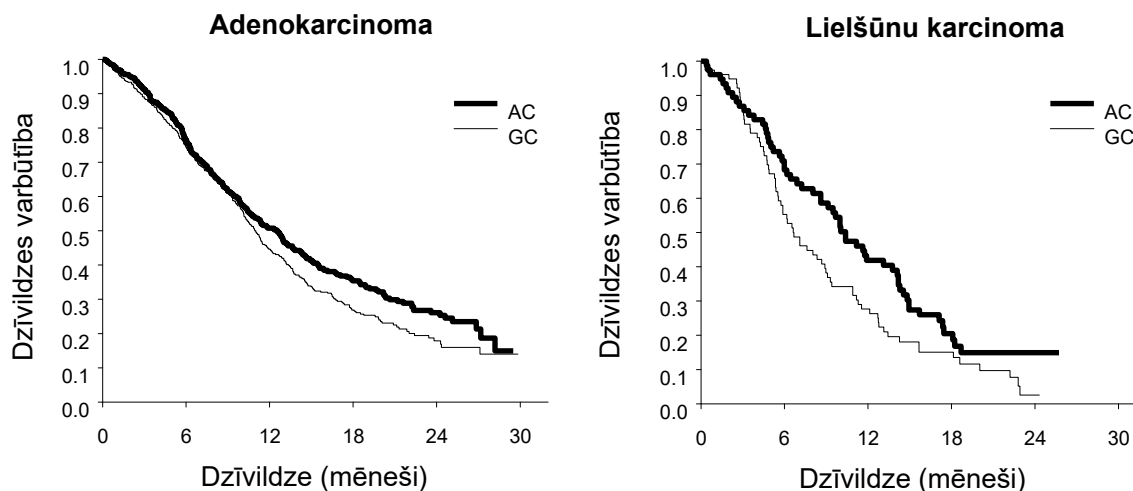 Adenokarcinoma
Dzīvildzes varbūtība
1.0
0.9
0.8
0.7
0.6
0.5
0.4
0.3
0.2
0.1
0.0
AC
GC
0 6 12 18 24 30
Dzīvildze (mēneši)
Lielšūnu karcinoma
Dzīvildzes varbūtība
1.0
0.9
0.8
0.7
0.6
0.5
0.4
0.3
0.2
0.1
0.0
AC
GC
0 6 12 18 24 30
Dzīvildze (mēneši)